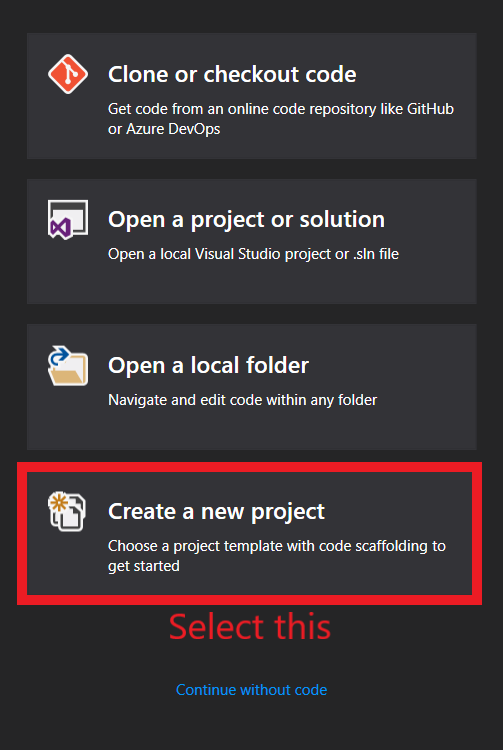 Clone or checkout code
Get code from an online code repository like GitHub
or Azure DevOps
Open a project or solution
Open a local Visual Studio project or .sln file
Open a local folder
Navigate and edit code within any folder
Create a new project
Choose a project template with code scaffolding to
get started
Select this
Continue without code